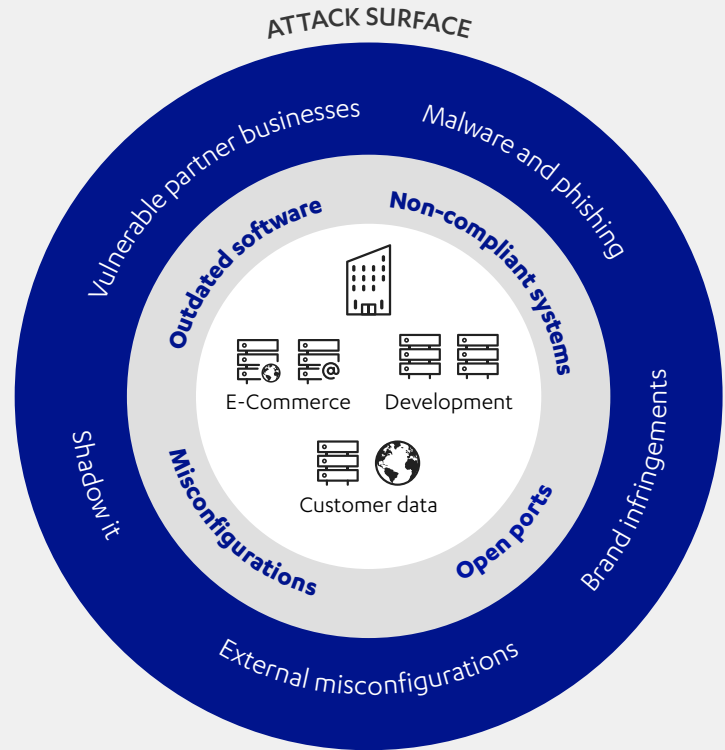 ATTACK SURFACE
Vulnerable partner businesses
Malware and phishing
Outdated software
Non-compliant systems
E-Commerce
Development
Customer data
Shadow it
Misconfigurations
Open ports
Brand infringements
External misconfigurations
@